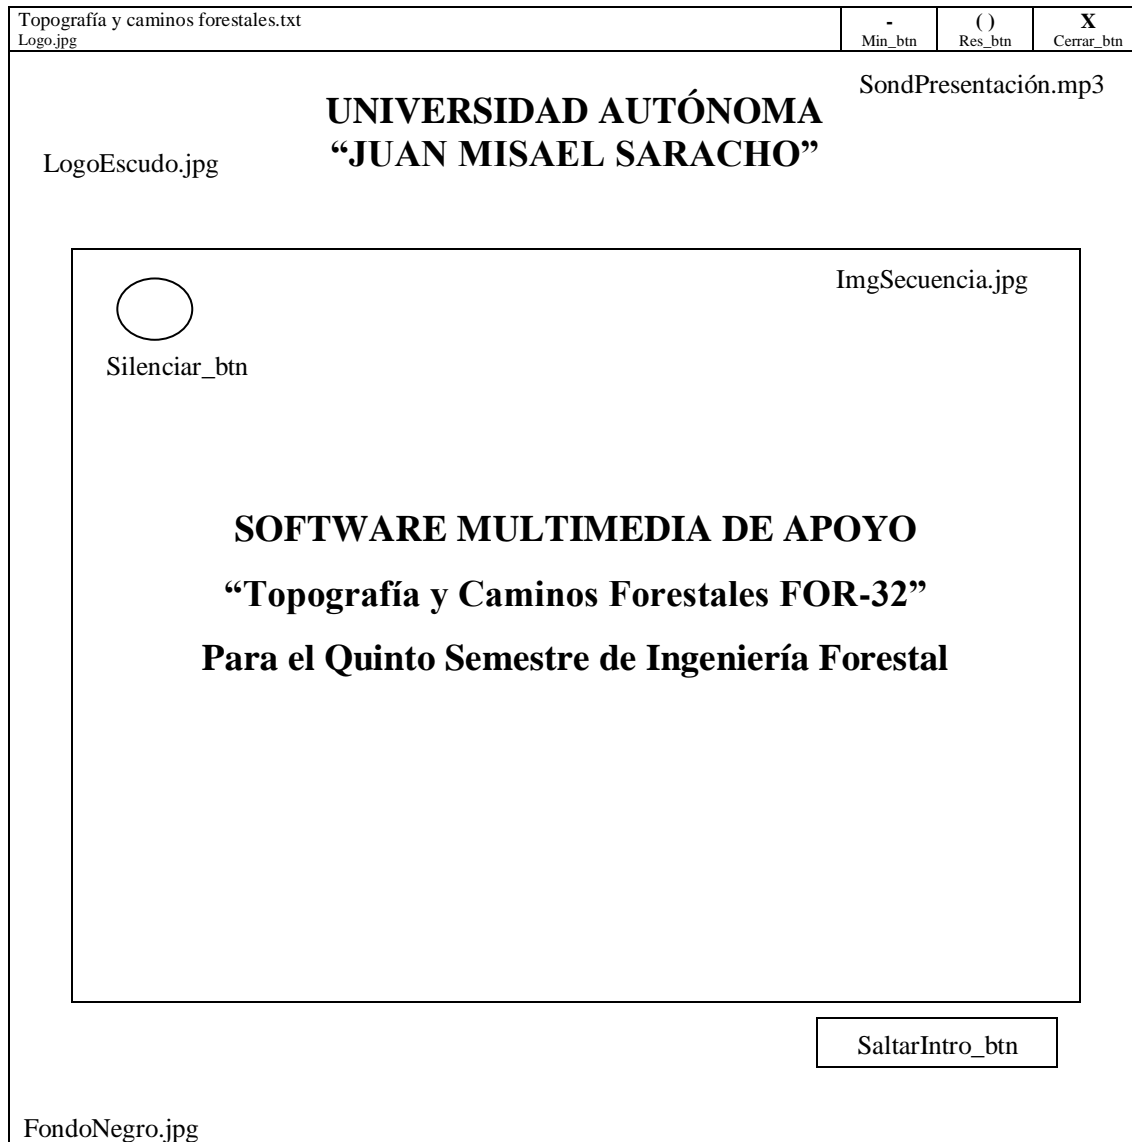 Topografía y caminos forestales.txt
Logo.jpg
-
Min_btn
( )
Res_btn
X
Cerrar_btn
SondPresentación.mp3
UNIVERSIDAD AUTÓNOMA
“JUAN MISAEL SARACHO”
LogoEscudo.jpg
ImgSecuencia.jpg
Silenciar_btn
SOFTWARE MULTIMEDIA DE APOYO
“Topografía y Caminos Forestales FOR-32”
Para el Quinto Semestre de Ingeniería Forestal
SaltarIntro_btn
FondoNegro.jpg